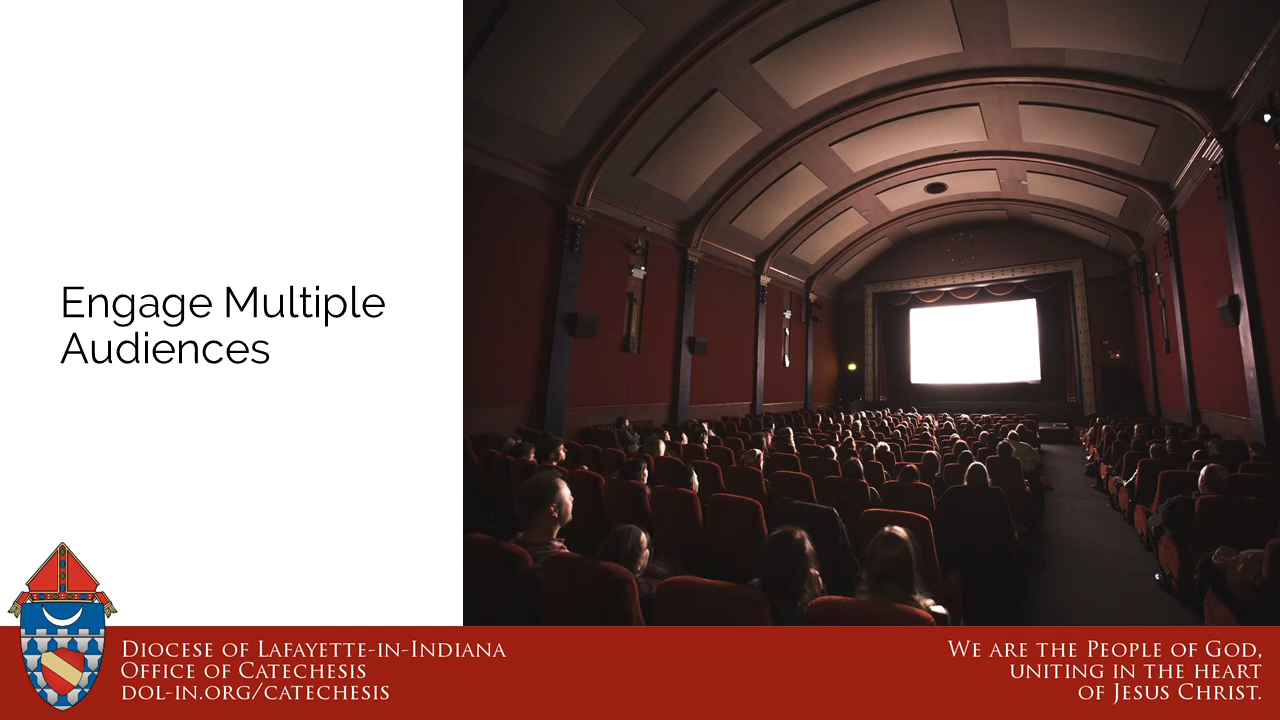 Engage Multiple
Audiences
Diocese of Lafayette-in-Indiana
Office of Catechesis
dol-in.org/catechesis
We are the People of God,
uniting in the heart
of Jesus Christ.